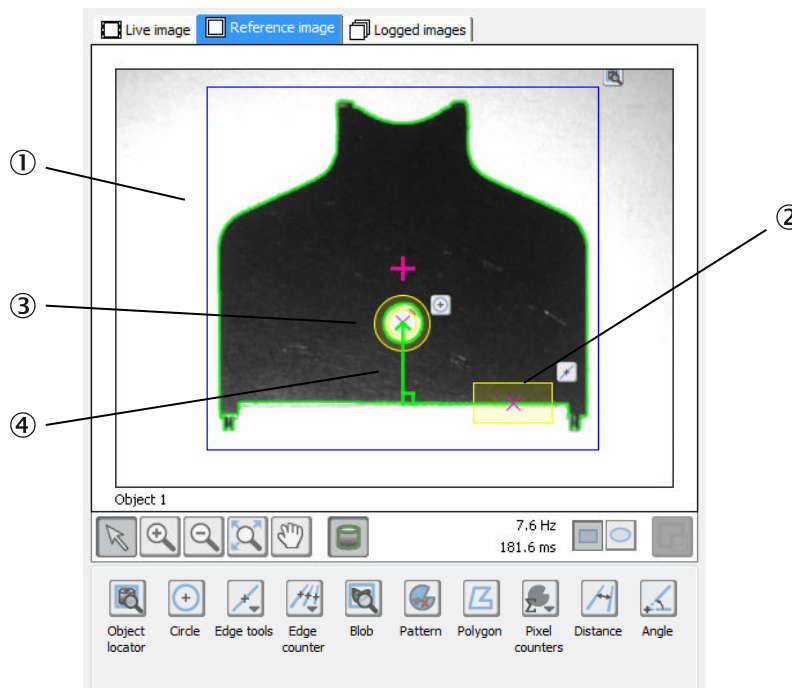 Live image Reference image Logged images
①
②
③
④
Object 1
7.6 Hz
181.6 ms
Object locator
Circle
Edge tools
Edge counter
Blob
Pattern
Polygon
Pixel counters
Distance
Angle